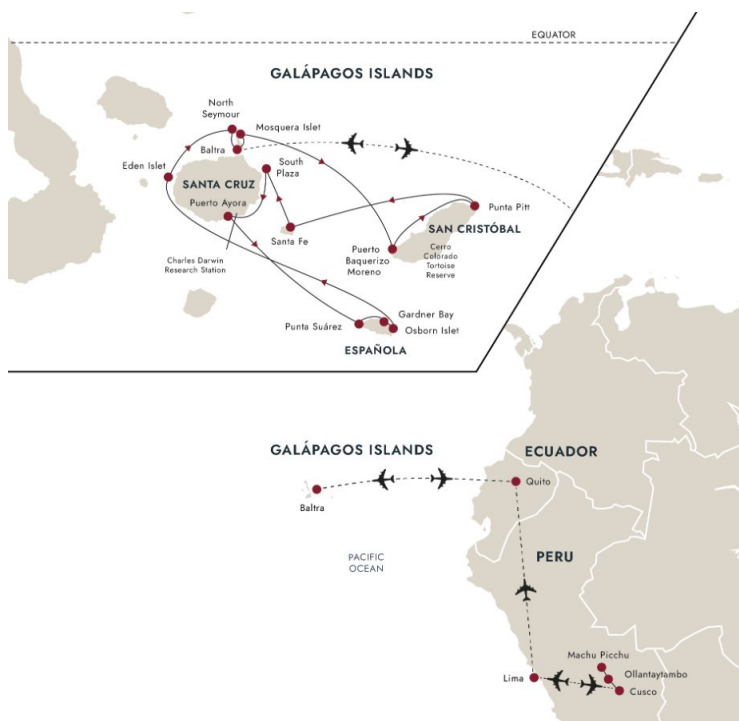 EQUATOR
GALÁPAGOS ISLANDS
North
Seymour
Mosquera Islet
Baltra
South
Plaza
Eden Islet
SANTA CRUZ
Puerto Ayora
Punta Pitt
Santa Fe
SAN CRISTÓBAL
Puerto
Baquerizo
Moreno
Cerro
Colorado
Tortoise
Reserve
Charles Darwin
Research Station
Gardner Bay
Punta Suárez
Osborn Islet
ESPAÑOLA
GALÁPAGOS ISLANDS
ECUADOR
Quito
Baltra
PACIFIC
OCEAN
PERU
Machu Picchu
Lima
Ollantaytambo
Cusco